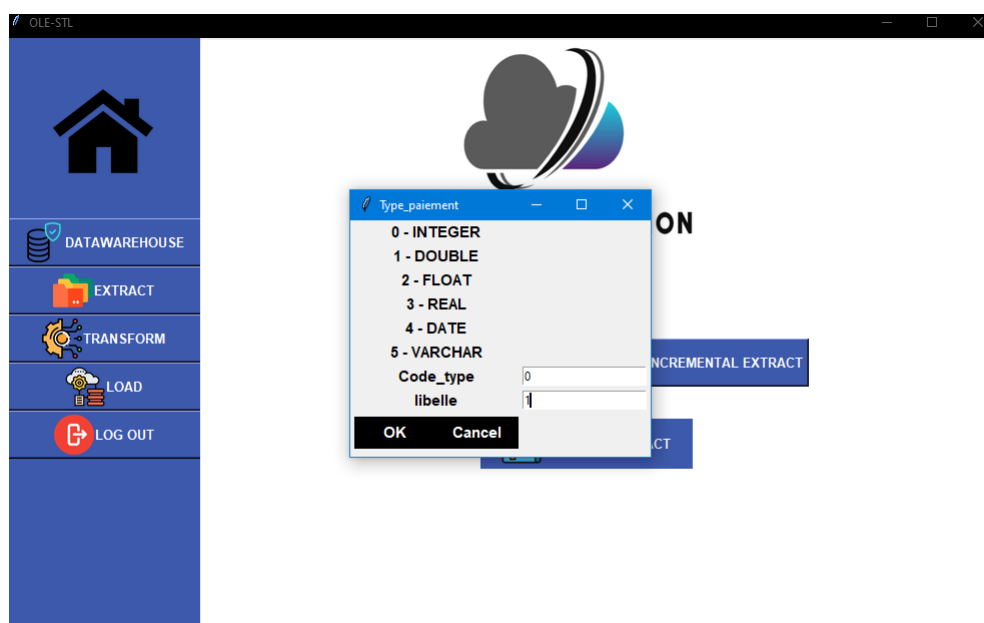 OLE-STL
DATAWAREHOUSE
EXTRACT
TRANSFORM
LOAD
LOG OUT
ON
Type_paiement
0 - INTEGER
1 - DOUBLE
2 - FLOAT
3 - REAL
4 - DATE
5 - VARCHAR
Code_type 0
libelle 1
OK Cancel
NCREMENTAL EXTRACT
CT